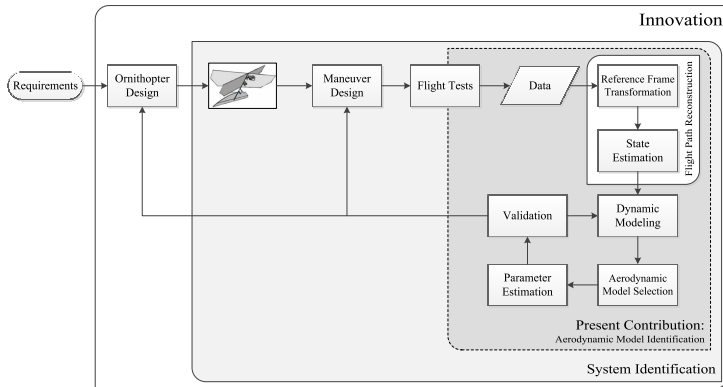 Innovation
Requirements
Ornithopter
Design
Maneuver
Design
Flight Tests
Data
Reference Frame
Transformation
State
Estimation
Flight Path Reconstruction
Validation
Dynamic
Modeling
Parameter
Estimation
Aerodynamic
Model Selection
Present Contribution:
Aerodynamic Model Identification
System Identification